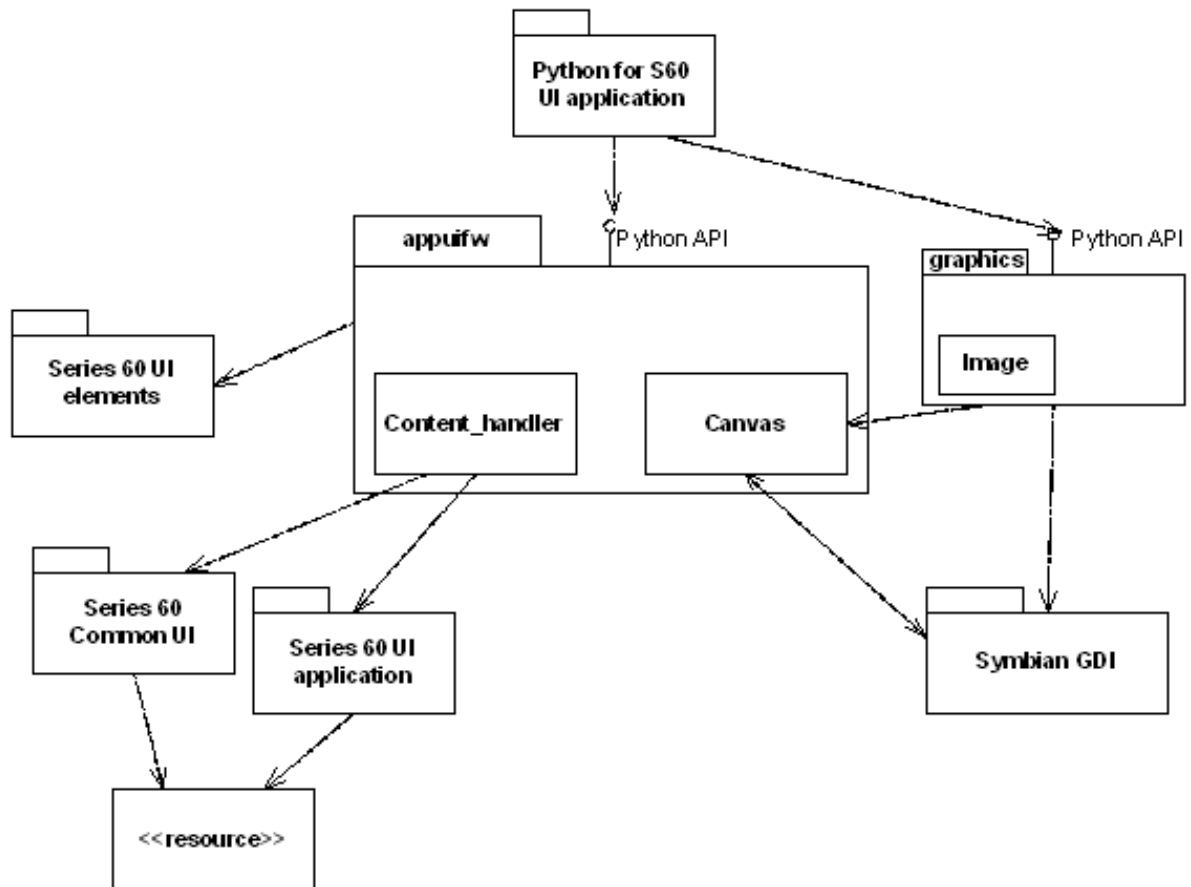 Python for S60
UI application
appuifw
Python API
Python API
graphics
Series 60 UI
elements
Image
Content_handler
Canvas
Series 60
Common UI
Series 60 UI
application
Symbian GDI
<<resource>>